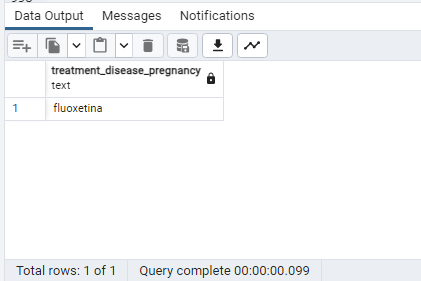 Data Output Messages Notifications
treatment_disease_pregnancy
text
1 fluoxetina
Total rows: 1 of 1 Query complete 00:00:00.099